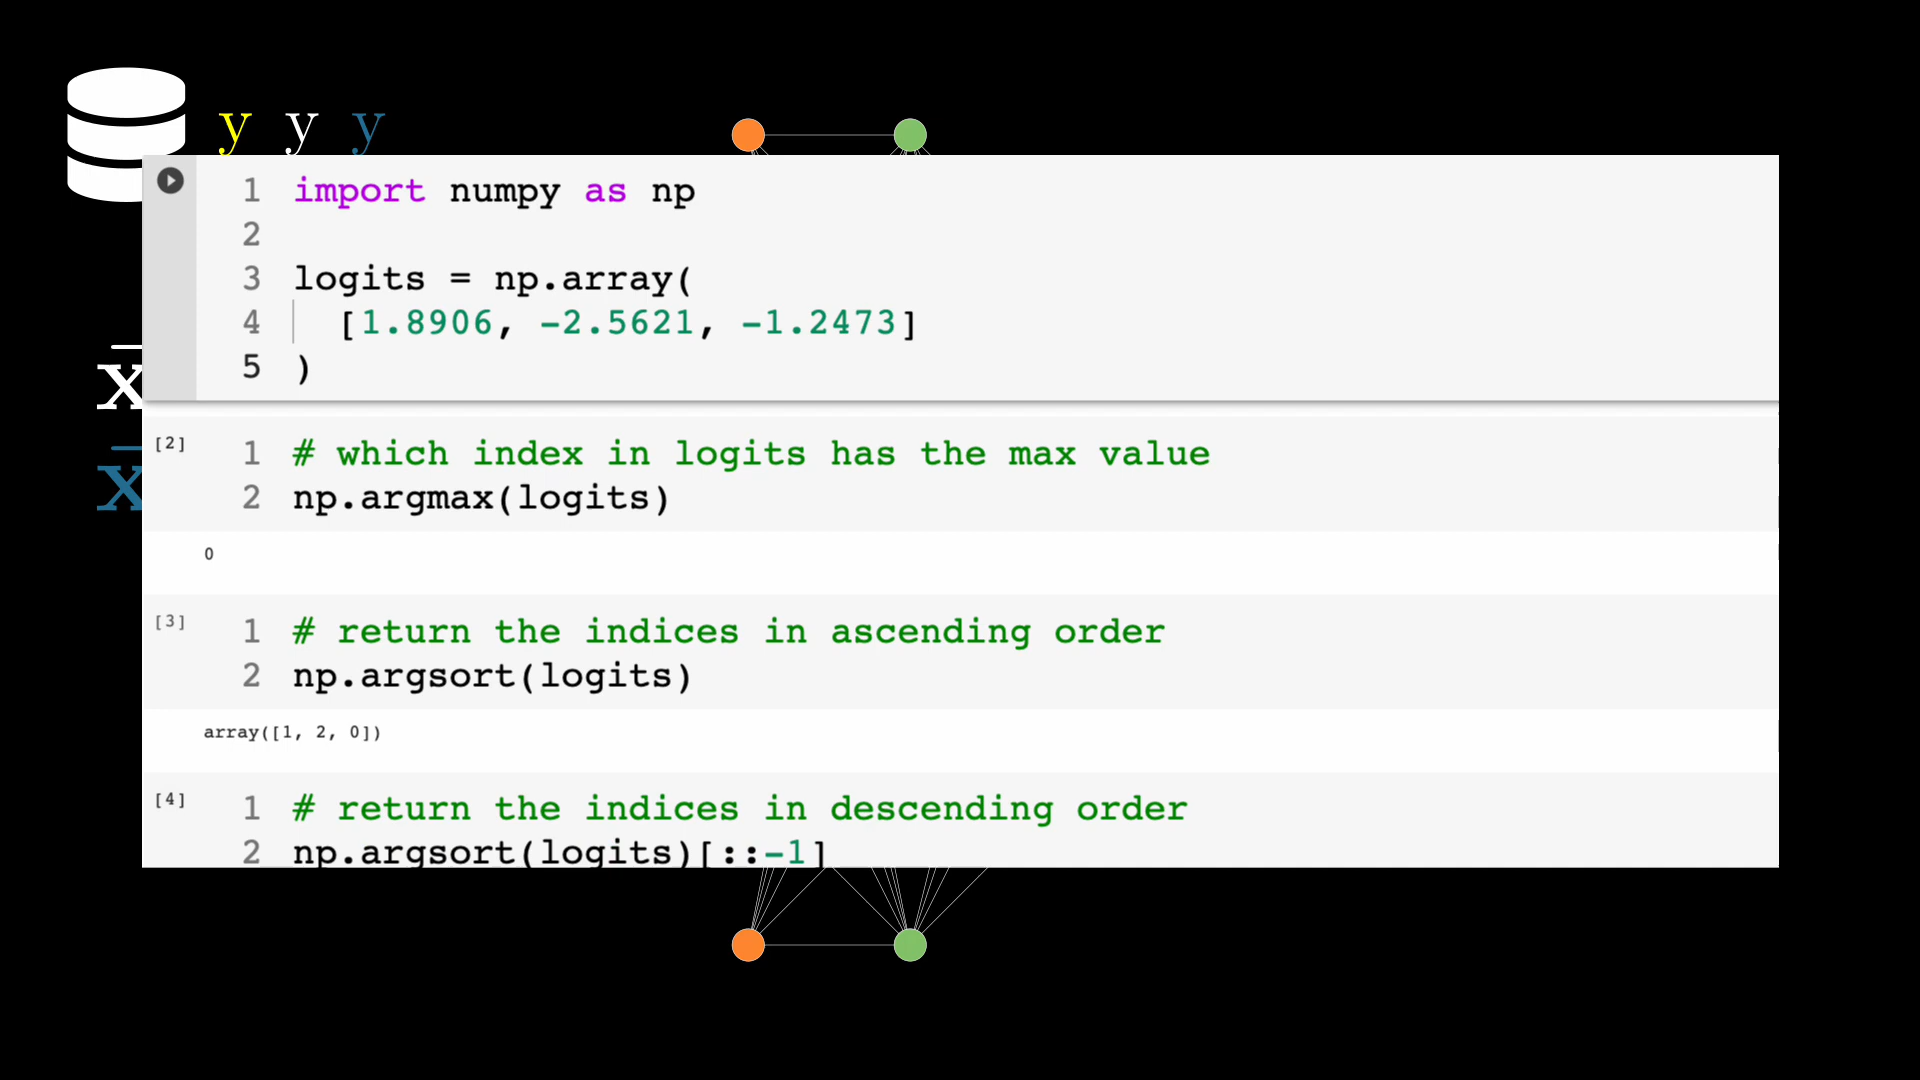 y y y
1 import numpy as np
2
3 logits = np.array(
4 [1.8906, -2.5621, -1.2473]
5 )
x
x
[2] 1 # which index in logits has the max value
2 np.argmax(logits)
0
[3] 1 # return the indices in ascending order
2 np.argsort(logits)
array([1, 2, 0])
[4] 1 # return the indices in descending order
2 np.argsort(logits)[::-1]